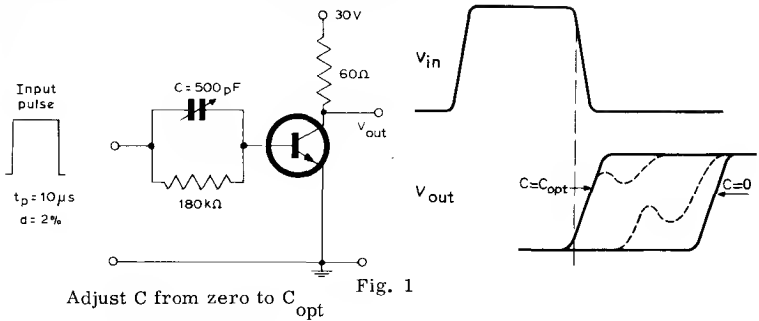 30V
60Ω
C=500pF
Input
pulse
Vout
tp=10μs
d=2%
180kΩ
Fig. 1
Adjust C from zero to Copt
Vin
Vout
C=Copt
C=0